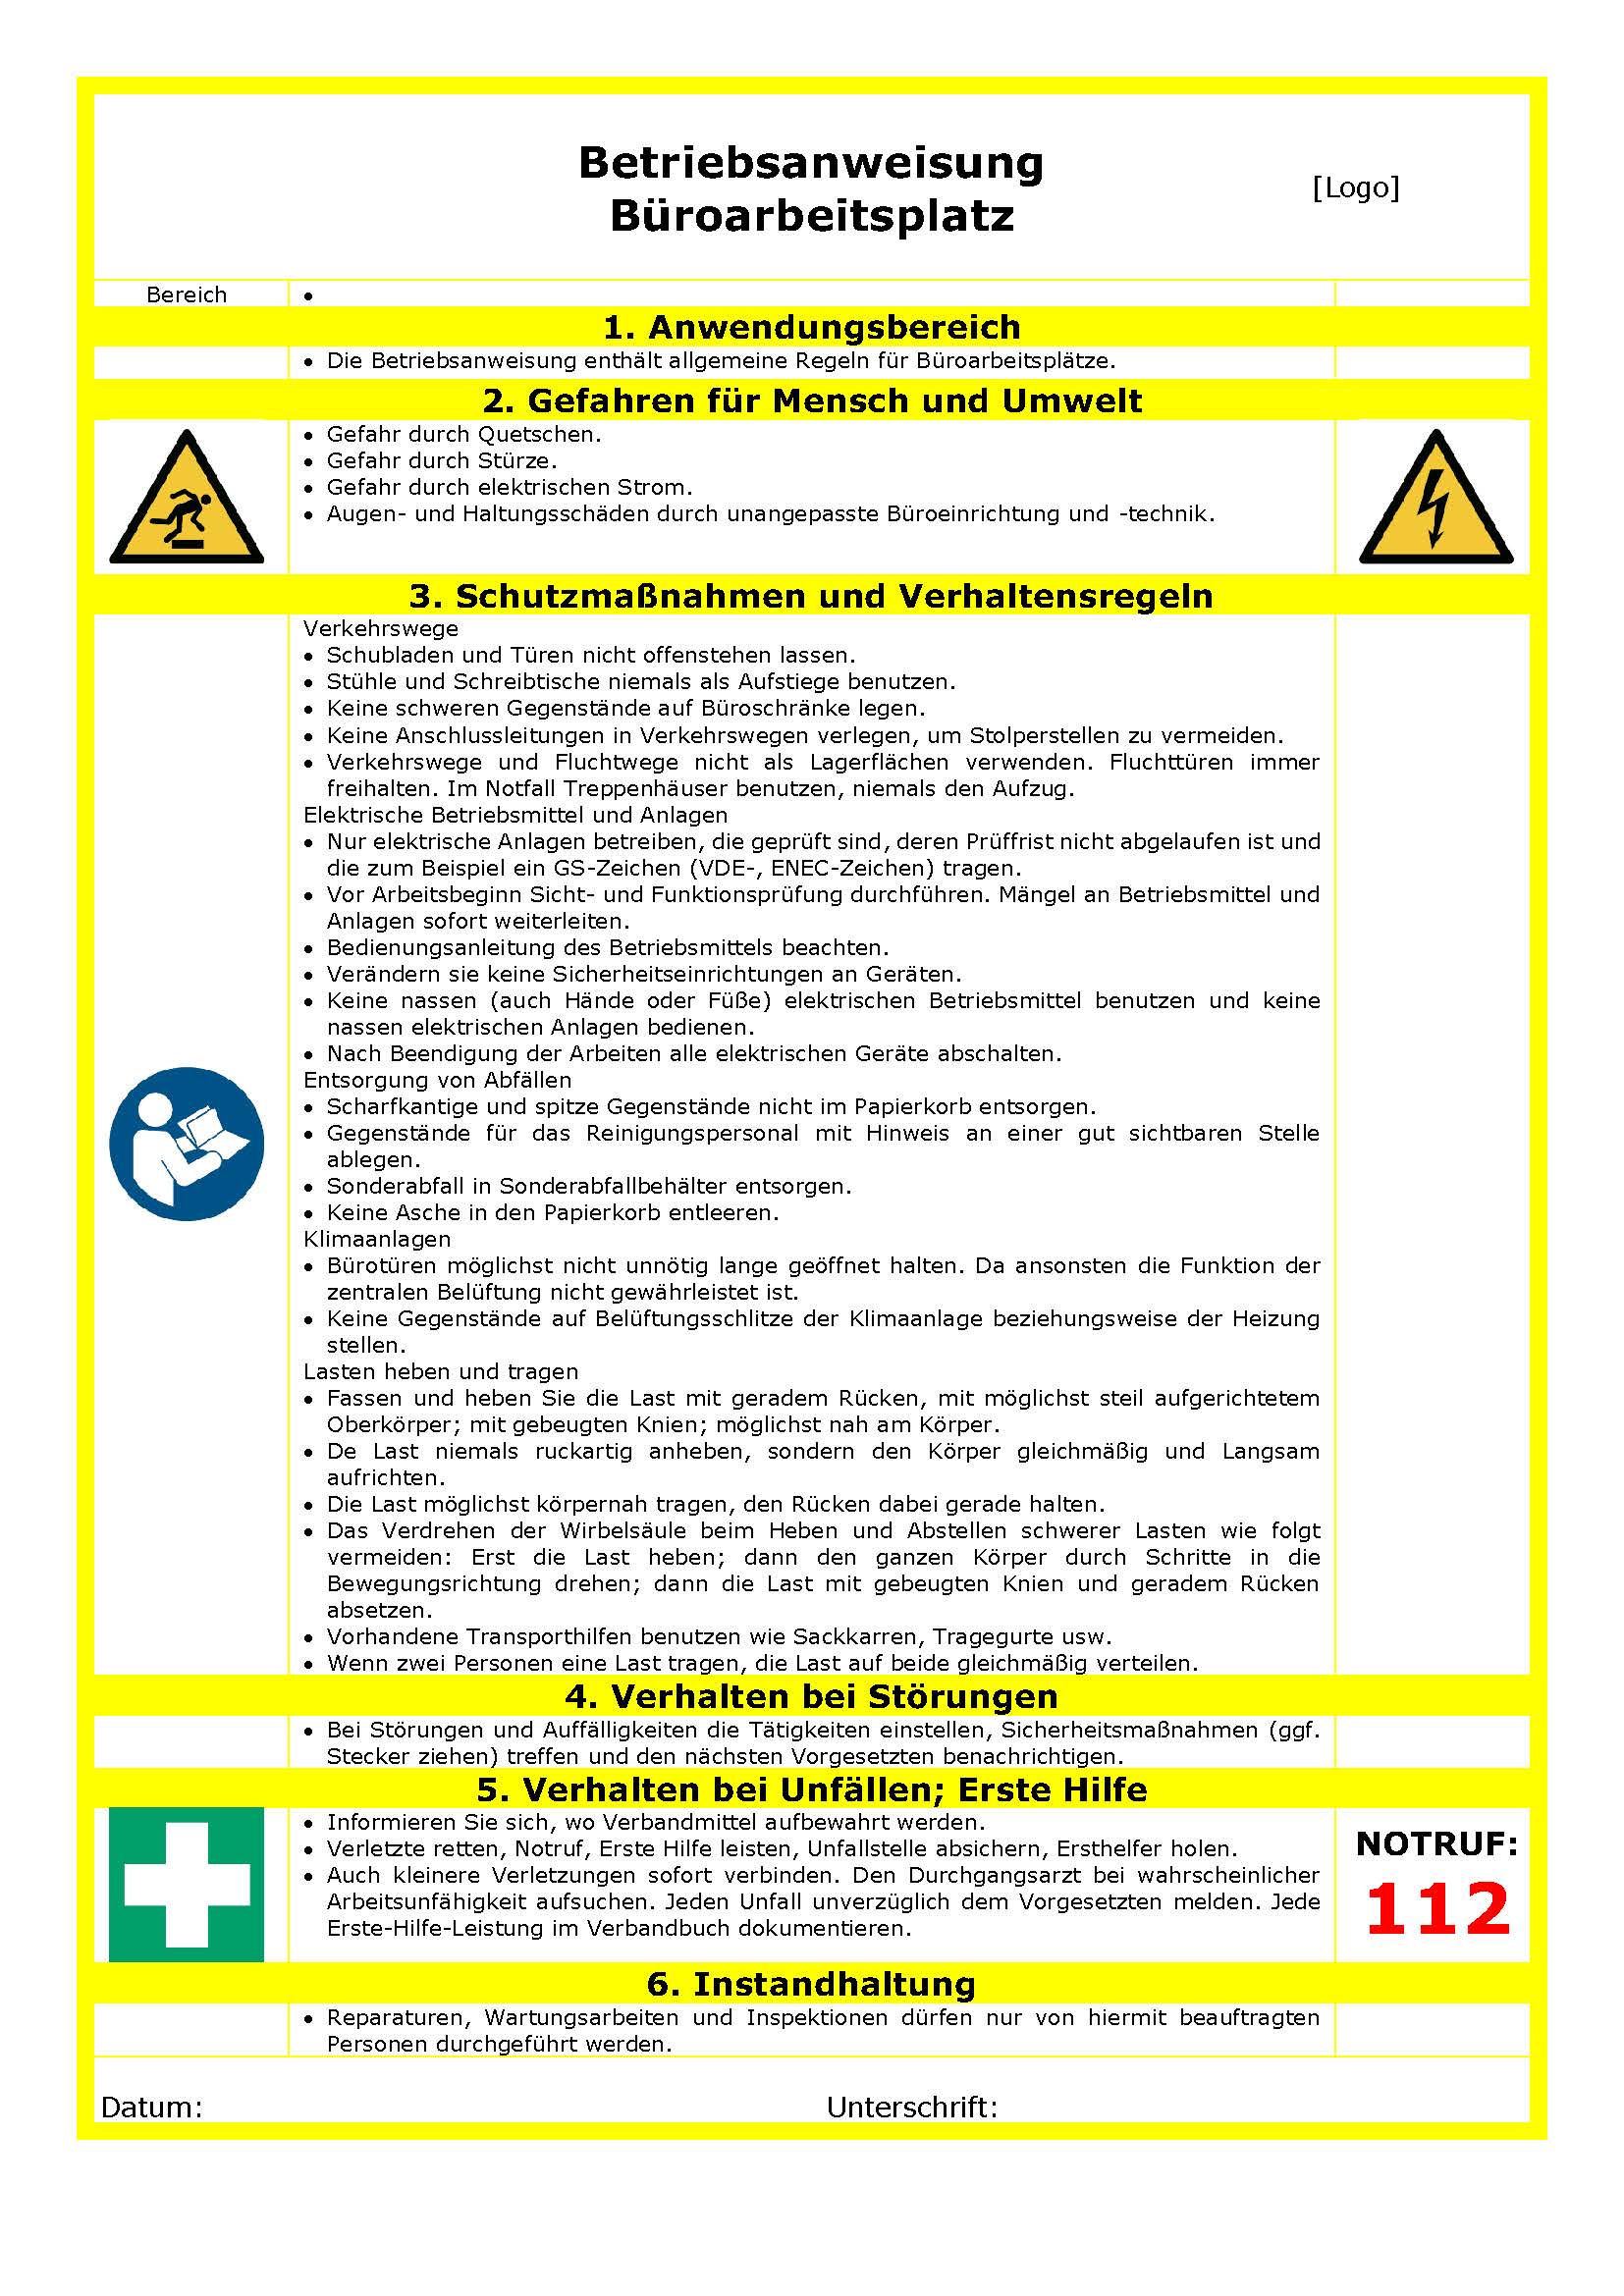 Betriebsanweisung
Büroarbeitsplatz
[Logo]
Bereich
•
1. Anwendungsbereich
• Die Betriebsanweisung enthält allgemeine Regeln für Büroarbeitsplätze.
2. Gefahren für Mensch und Umwelt
• Gefahr durch Quetschen.
• Gefahr durch Stürze.
• Gefahr durch elektrischen Strom.
• Augen- und Haltungsschäden durch unangepasste Büroeinrichtung und -technik.
3. Schutzmaßnahmen und Verhaltensregeln
Verkehrswege
• Schubladen und Türen nicht offenstehen lassen.
• Stühle und Schreibtische niemals als Aufstiege benutzen.
• Keine schweren Gegenstände auf Büroschränke legen.
• Keine Anschlussleitungen in Verkehrswegen verlegen, um Stolperstellen zu vermeiden.
• Verkehrswege und Fluchtwege nicht als Lagerflächen verwenden. Fluchttüren immer
freihalten. Im Notfall Treppenhäuser benutzen, niemals den Aufzug.
Elektrische Betriebsmittel und Anlagen
• Nur elektrische Anlagen betreiben, die geprüft sind, deren Prüffrist nicht abgelaufen ist und
die zum Beispiel ein GS-Zeichen (VDE-, ENEC-Zeichen) tragen.
• Vor Arbeitsbeginn Sicht- und Funktionsprüfung durchführen. Mängel an Betriebsmittel und
Anlagen sofort weiterleiten.
• Bedienungsanleitung des Betriebsmittels beachten.
• Verändern sie keine Sicherheitseinrichtungen an Geräten.
• Keine nassen (auch Hände oder Füße) elektrischen Betriebsmittel benutzen und keine
nassen elektrischen Anlagen bedienen.
• Nach Beendigung der Arbeiten alle elektrischen Geräte abschalten.
Entsorgung von Abfällen
• Scharfkantige und spitze Gegenstände nicht im Papierkorb entsorgen.
• Gegenstände für das Reinigungspersonal mit Hinweis an einer gut sichtbaren Stelle
ablegen.
• Sonderabfall in Sonderabfallbehälter entsorgen.
• Keine Asche in den Papierkorb entleeren.
Klimaanlagen
• Bürotüren möglichst nicht unnötig lange geöffnet halten. Da ansonsten die Funktion der
zentralen Belüftung nicht gewährleistet ist.
• Keine Gegenstände auf Belüftungsschlitze der Klimaanlage beziehungsweise der Heizung
stellen.
Lasten heben und tragen
• Fassen und heben Sie die Last mit geradem Rücken, mit möglichst steil aufgerichtetem
Oberkörper; mit gebeugten Knien; möglichst nah am Körper.
• De Last niemals ruckartig anheben, sondern den Körper gleichmäßig und Langsam
aufrichten.
• Die Last möglichst körpernah tragen, den Rücken dabei gerade halten.
• Das Verdrehen der Wirbelsäule beim Heben und Abstellen schwerer Lasten wie folgt
vermeiden: Erst die Last heben; dann den ganzen Körper durch Schritte in die
Bewegungsrichtung drehen; dann die Last mit gebeugten Knien und geradem Rücken
absetzen.
• Vorhandene Transporthilfen benutzen wie Sackkarren, Tragegurte usw.
• Wenn zwei Personen eine Last tragen, die Last auf beide gleichmäßig verteilen.
4. Verhalten bei Störungen
• Bei Störungen und Auffälligkeiten die Tätigkeiten einstellen, Sicherheitsmaßnahmen (ggf.
Stecker ziehen) treffen und den nächsten Vorgesetzten benachrichtigen.
5. Verhalten bei Unfällen; Erste Hilfe
• Informieren Sie sich, wo Verbandmittel aufbewahrt werden.
• Verletzte retten, Notruf, Erste Hilfe leisten, Unfallstelle absichern, Ersthelfer holen.
• Auch kleinere Verletzungen sofort verbinden. Den Durchgangsarzt bei wahrscheinlicher
Arbeitsunfähigkeit aufsuchen. Jeden Unfall unverzüglich dem Vorgesetzten melden. Jede
Erste-Hilfe-Leistung im Verbandbuch dokumentieren.
NOTRUF:
112
6. Instandhaltung
• Reparaturen, Wartungsarbeiten und Inspektionen dürfen nur von hiermit beauftragten
Personen durchgeführt werden.
Datum:
Unterschrift: